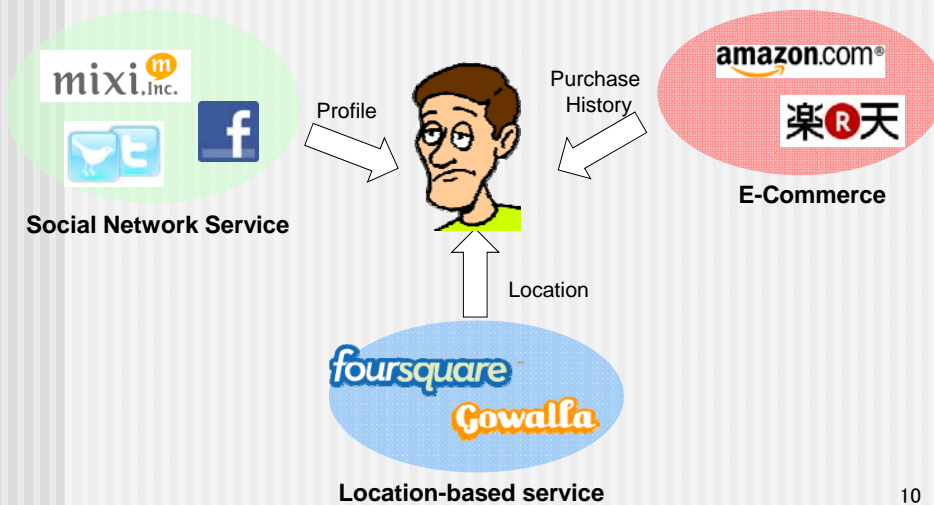 mixi,Inc.
m
t
f
Social Network Service
Profile
Purchase
History
amazon.com®
楽R天
E-Commerce
Location
foursquare
Gowalla
Location-based service
10